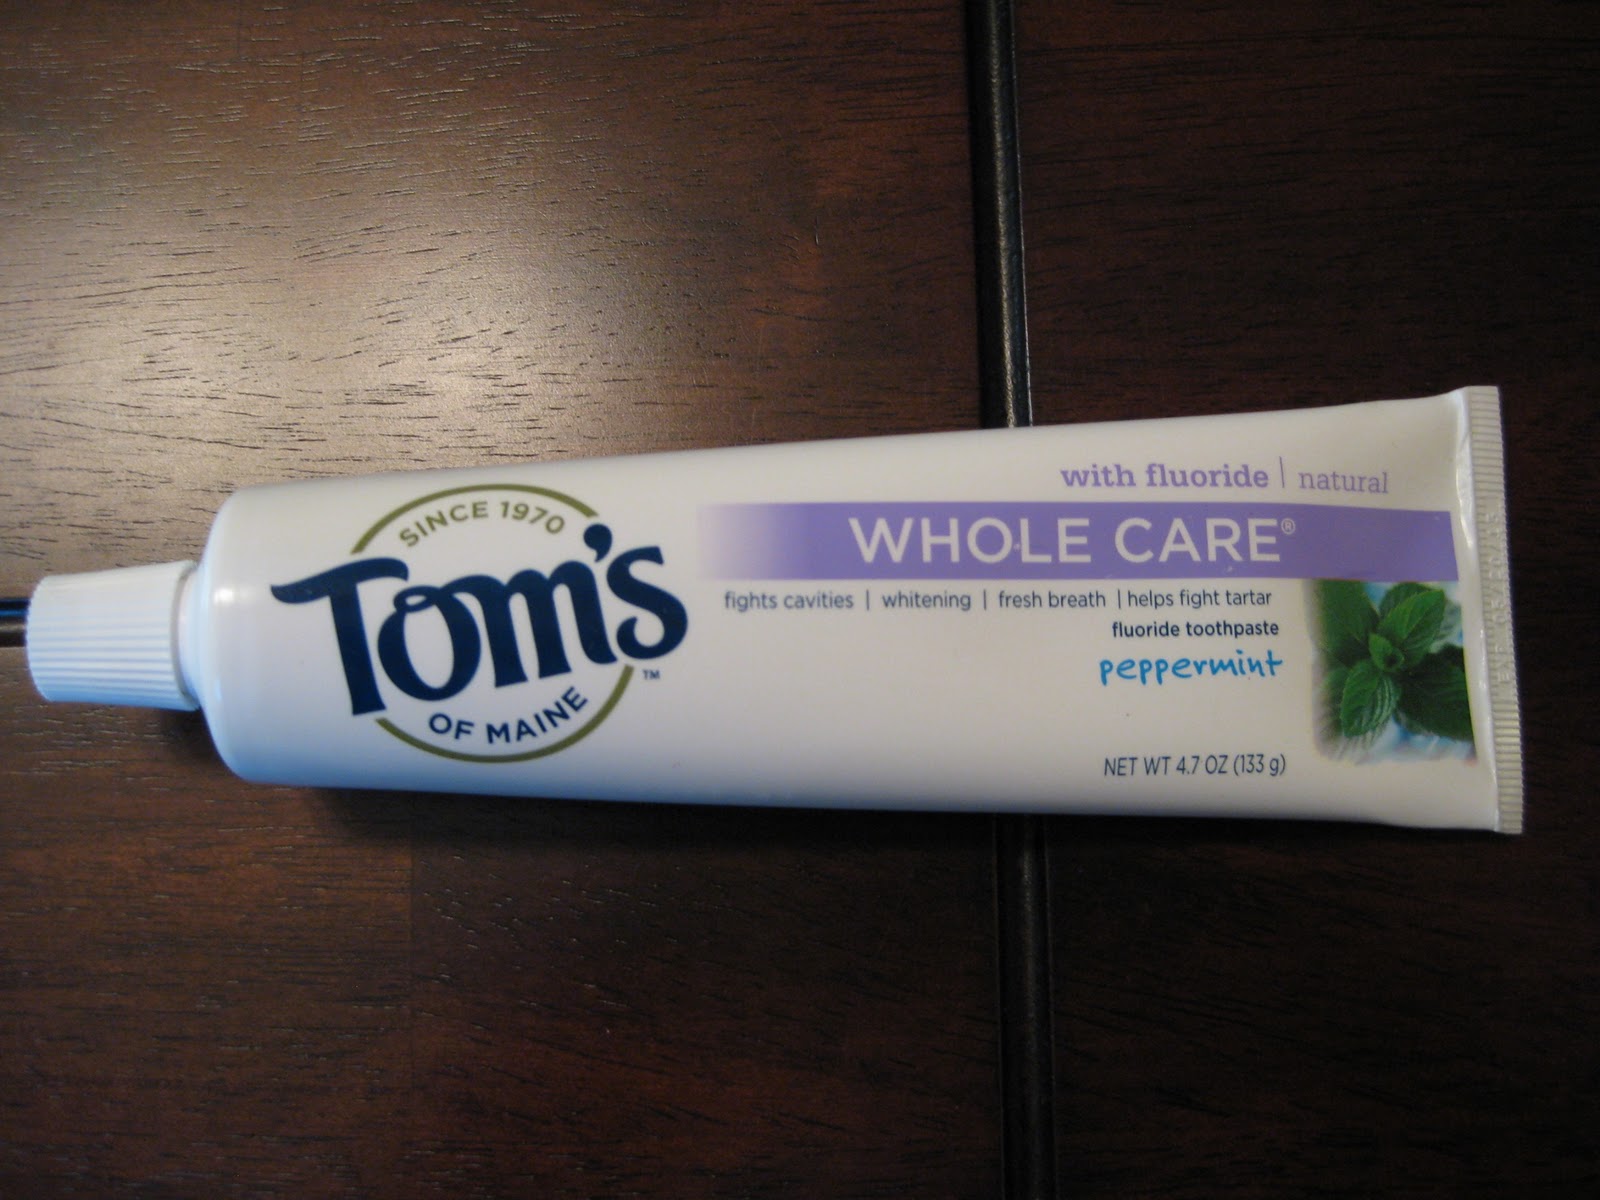 SINCE 1970
Tom's
™
OF MAINE
with fluoride | natural
WHOLE CARE®
fights cavities | whitening | fresh breath | helps fight tartar
fluoride toothpaste
peppermint
NET WT 4.7 OZ (133 g)